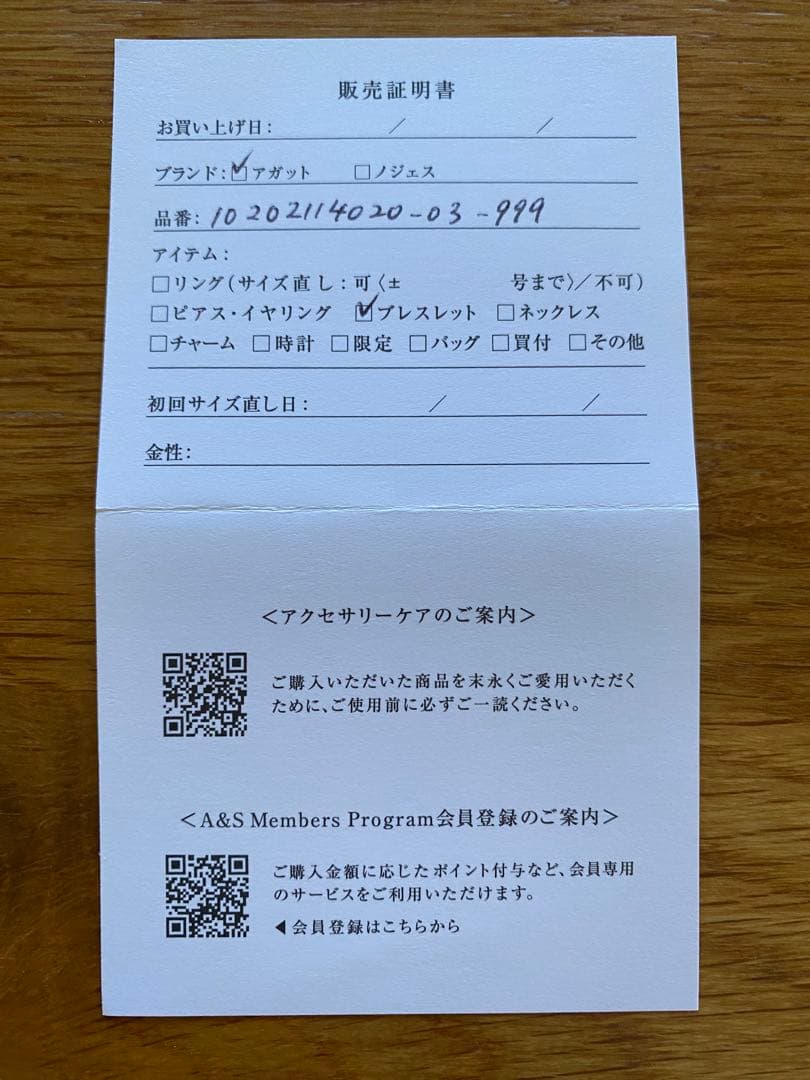 販売証明書
お買い上げ日: / /
ブランド:☑アガット □ノジェス
品番: 10202114020-03-999
アイテム:
□リング(サイズ直し:可〈± 号まで〉/不可)
□ピアス・イヤリング ☑ブレスレット □ネックレス
□チャーム □時計 □限定 □バッグ □買付 □その他
初回サイズ直し日: / /
金性:
<アクセサリーケアのご案内>
ご購入いただいた商品を末永くご愛用いただく
ために、ご使用前に必ずご一読ください。
<A&S Members Program会員登録のご案内>
ご購入金額に応じたポイント付与など、会員専用
のサービスをご利用いただけます。
◀会員登録はこちらから